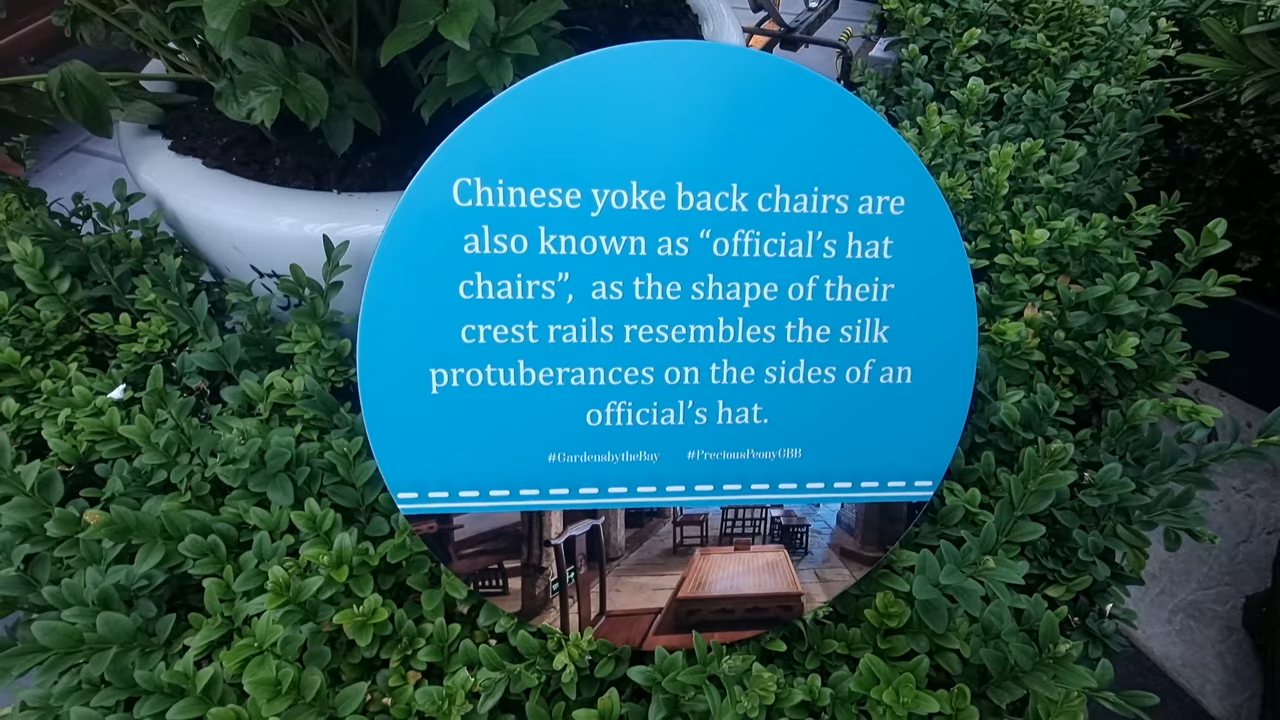 Chinese yoke back chairs are
also known as “official’s hat
chairs”,  as the shape of their
crest rails resembles the silk
protuberances on the sides of an
official’s hat.
#GardensbytheBay #PreciousPeonyGBB